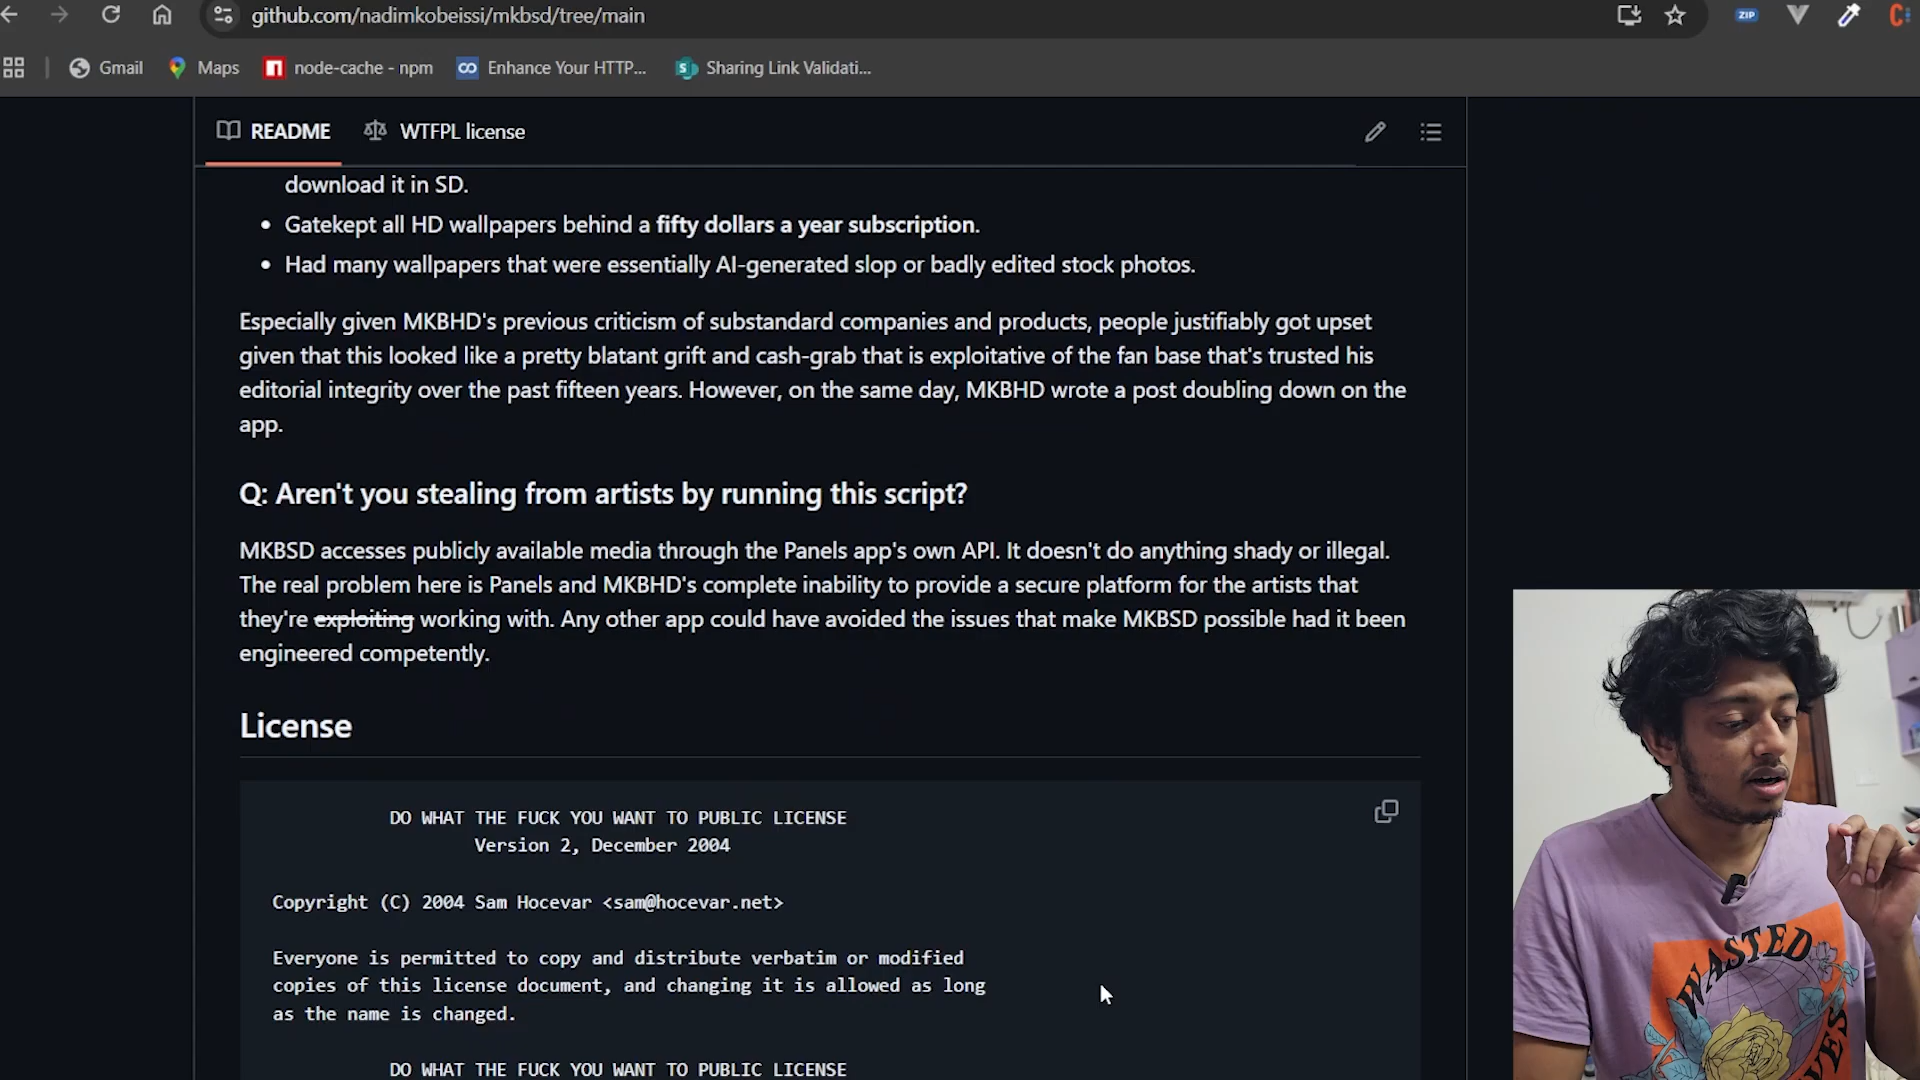 github.com/nadimkobeissi/mkbsd/tree/main
ZIP
Gmail
Maps
n
node-cache - npm
Enhance Your HTTP...
S
Sharing Link Validati...
README
WTFPL license
download it in SD.
• Gatekept all HD wallpapers behind a fifty dollars a year subscription.
• Had many wallpapers that were essentially AI-generated slop or badly edited stock photos.
Especially given MKBHD's previous criticism of substandard companies and products, people justifiably got upset
given that this looked like a pretty blatant grift and cash-grab that is exploitative of the fan base that's trusted his
editorial integrity over the past fifteen years. However, on the same day, MKBHD wrote a post doubling down on the
app.
Q: Aren't you stealing from artists by running this script?
MKBSD accesses publicly available media through the Panels app's own API. It doesn't do anything shady or illegal.
The real problem here is Panels and MKBHD's complete inability to provide a secure platform for the artists that
they're exploiting working with. Any other app could have avoided the issues that make MKBSD possible had it been
engineered competently.
License
DO WHAT THE FUCK YOU WANT TO PUBLIC LICENSE
Version 2, December 2004
Copyright (C) 2004 Sam Hocevar <sam@hocevar.net>
Everyone is permitted to copy and distribute verbatim or modified
copies of this license document, and changing it is allowed as long
as the name is changed.
DO WHAT THE FUCK YOU WANT TO PUBLIC LICENSE
WASTED